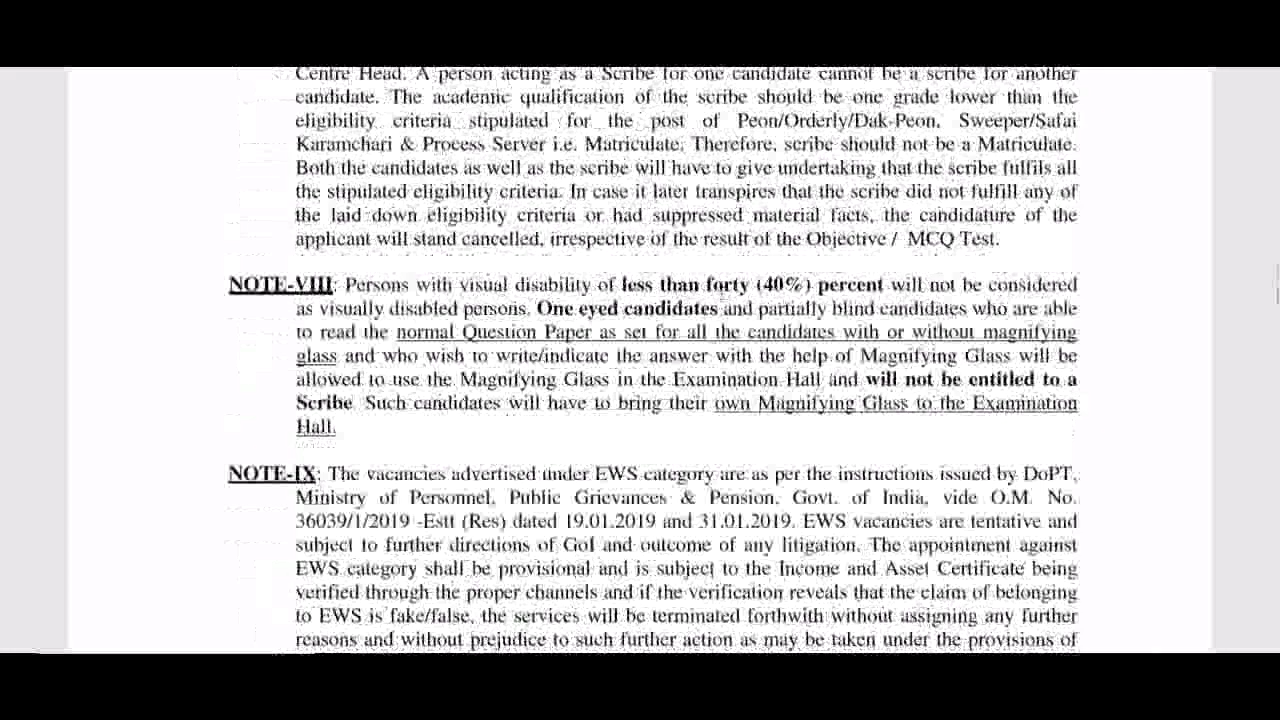 Centre Head. A person acting as a Scribe for one candidate cannot be a scribe for another
candidate. The academic qualification of the scribe should be one grade lower than the
eligibility criteria stipulated for the post of Peon/Orderly/Dak-Peon, Sweeper/Safai
Karamchari & Process Server i.e. Matriculate. Therefore, scribe should not be a Matriculate.
Both the candidates as well as the scribe will have to give undertaking that the scribe fulfils all
the stipulated eligibility criteria. In case it later transpires that the scribe did not fulfill any of
the laid down eligibility criteria or had suppressed material facts, the candidature of the
applicant will stand cancelled, irrespective of the result of the Objective / MCQ Test.
NOTE-VIII: Persons with visual disability of less than forty (40%) percent will not be considered
as visually disabled persons. One eyed candidates and partially blind candidates who are able
to read the normal Question Paper as set for all the candidates with or without magnifying
glass and who wish to write/indicate the answer with the help of Magnifying Glass will be
allowed to use the Magnifying Glass in the Examination Hall and will not be entitled to a
Scribe. Such candidates will have to bring their own Magnifying Glass to the Examination
Hall.
NOTE-IX: The vacancies advertised under EWS category are as per the instructions issued by DoPT,
Ministry of Personnel, Public Grievances & Pension, Govt. of India, vide O.M. No.
36039/1/2019 -Estt (Res) dated 19.01.2019 and 31.01.2019. EWS vacancies are tentative and
subject to further directions of GoI and outcome of any litigation. The appointment against
EWS category shall be provisional and is subject to the Income and Asset Certificate being
verified through the proper channels and if the verification reveals that the claim of belonging
to EWS is fake/false, the services will be terminated forthwith without assigning any further
reasons and without prejudice to such further action as may be taken under the provisions of